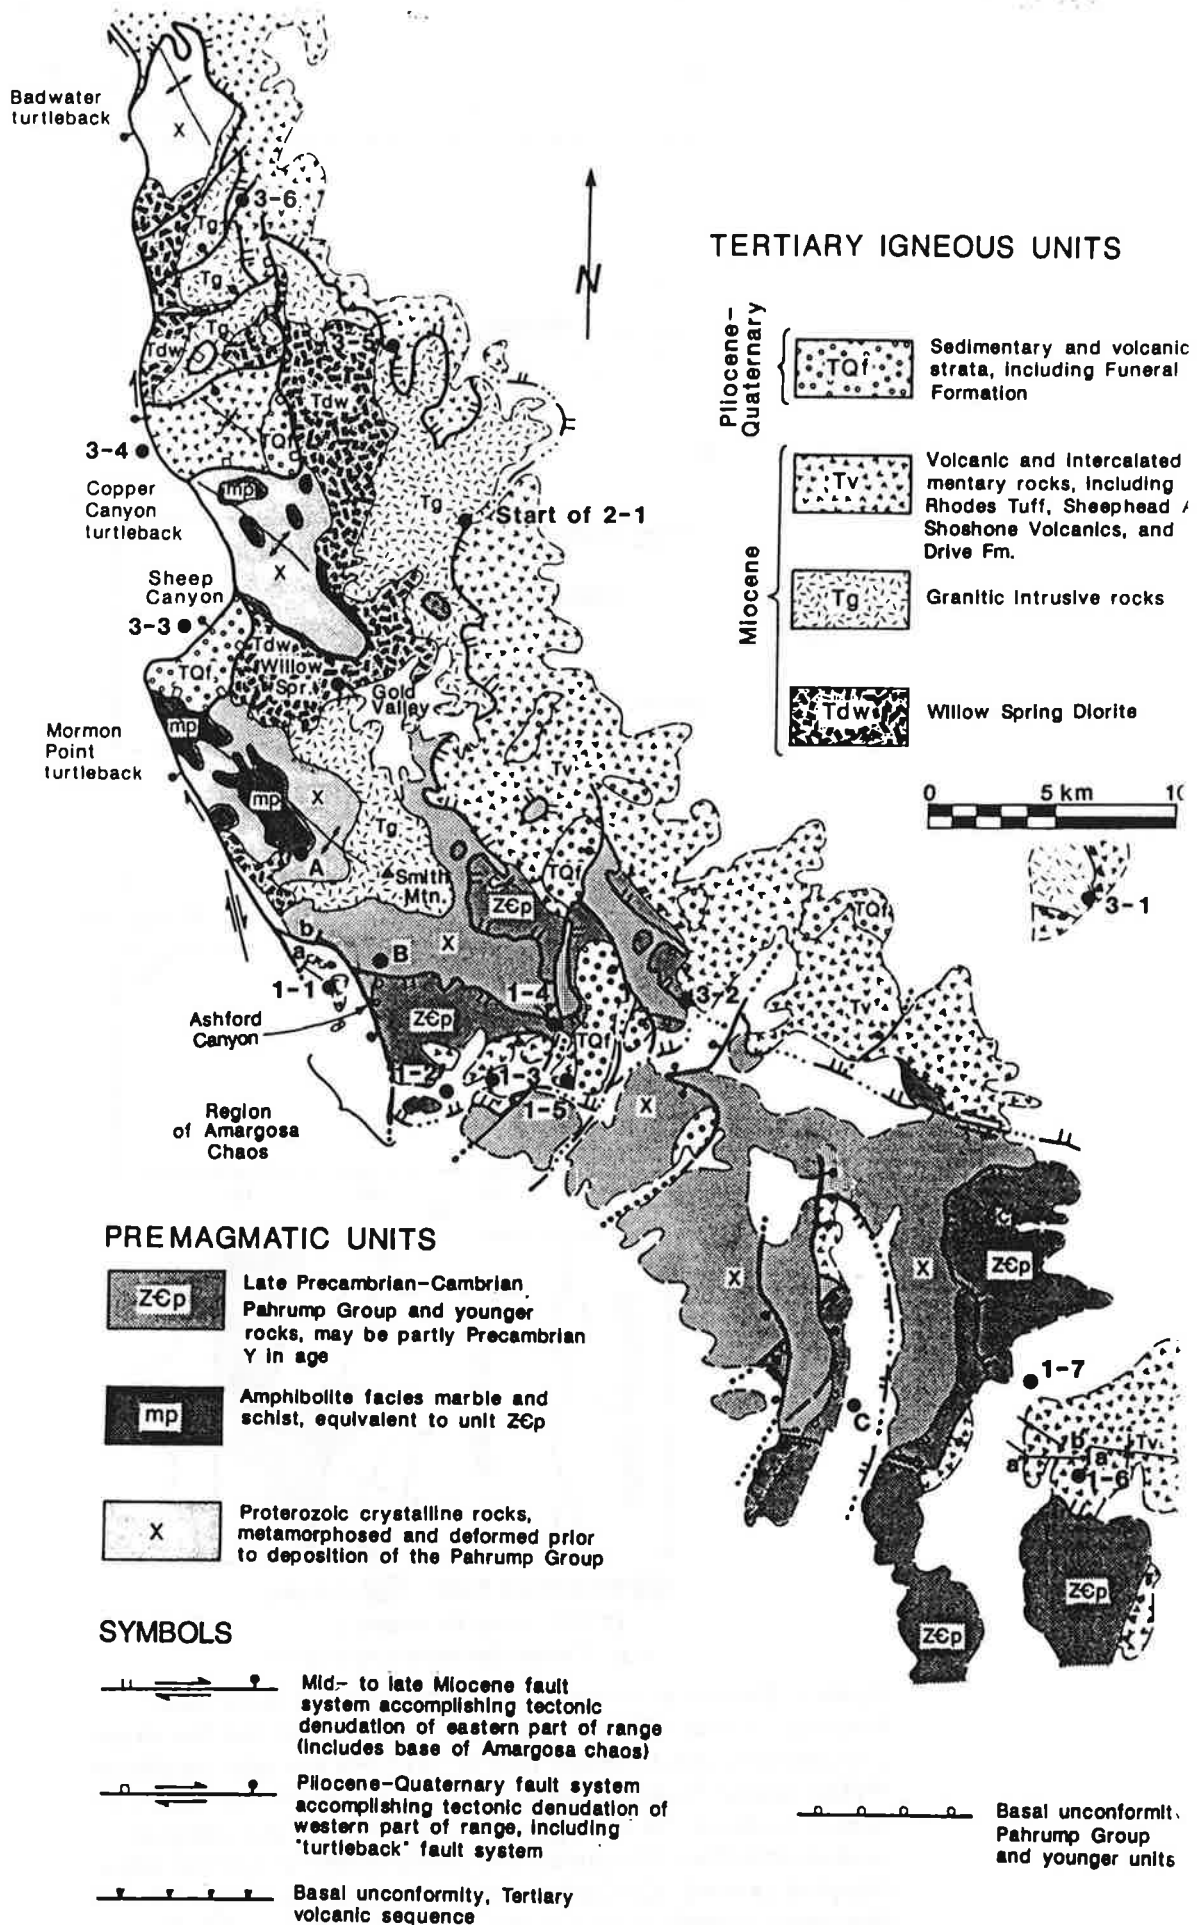 Badwater
turtleback
X
3-6
Tg
Tg
Tg
Tdw
Tdw
TQf
3-4
Copper
Canyon
turtleback
mp
Tg
Start of 2-1
X
Sheep
Canyon
3-3
Tdw
Willow
Spr.
TQf
Gold
Valley
mp
Mormon
Point
turtleback
mp
X
Tv
Tg
A
Smith
Mtn.
TQf
ZЄp
TQf
b
a
B
X
3-1
1-1
1-4
3-2
Tv
Ashford
Canyon
ZЄp
TQf
1-2
1-3
1-5
X
Region
of Amargosa
Chaos
X
X
ZЄp
1-7
C
b
Tv
a
a
1-6
ZЄp
ZЄp
N
TERTIARY IGNEOUS UNITS
Pliocene-
Quaternary
TQf
Sedimentary and volcanic
strata, including Funeral
Formation
Miocene
Tv
Volcanic and intercalated
mentary rocks, including
Rhodes Tuff, Sheephead
Shoshone Volcanics, and
Drive Fm.
Tg
Granitic intrusive rocks
Tdw
Willow Spring Diorite
0 5 km 10
PREMAGMATIC UNITS
ZЄp
Late Precambrian-Cambrian
Pahrump Group and younger
rocks, may be partly Precambrian
Y in age
mp
Amphibolite facies marble and
schist, equivalent to unit ZЄp
X
Proterozoic crystalline rocks,
metamorphosed and deformed prior
to deposition of the Pahrump Group
SYMBOLS
Mid- to late Miocene fault
system accomplishing tectonic
denudation of eastern part of range
(includes base of Amargosa chaos)
Pliocene-Quaternary fault system
accomplishing tectonic denudation of
western part of range, including
"turtleback" fault system
Basal unconformity, Tertiary
volcanic sequence
Basal unconformit
Pahrump Group
and younger units